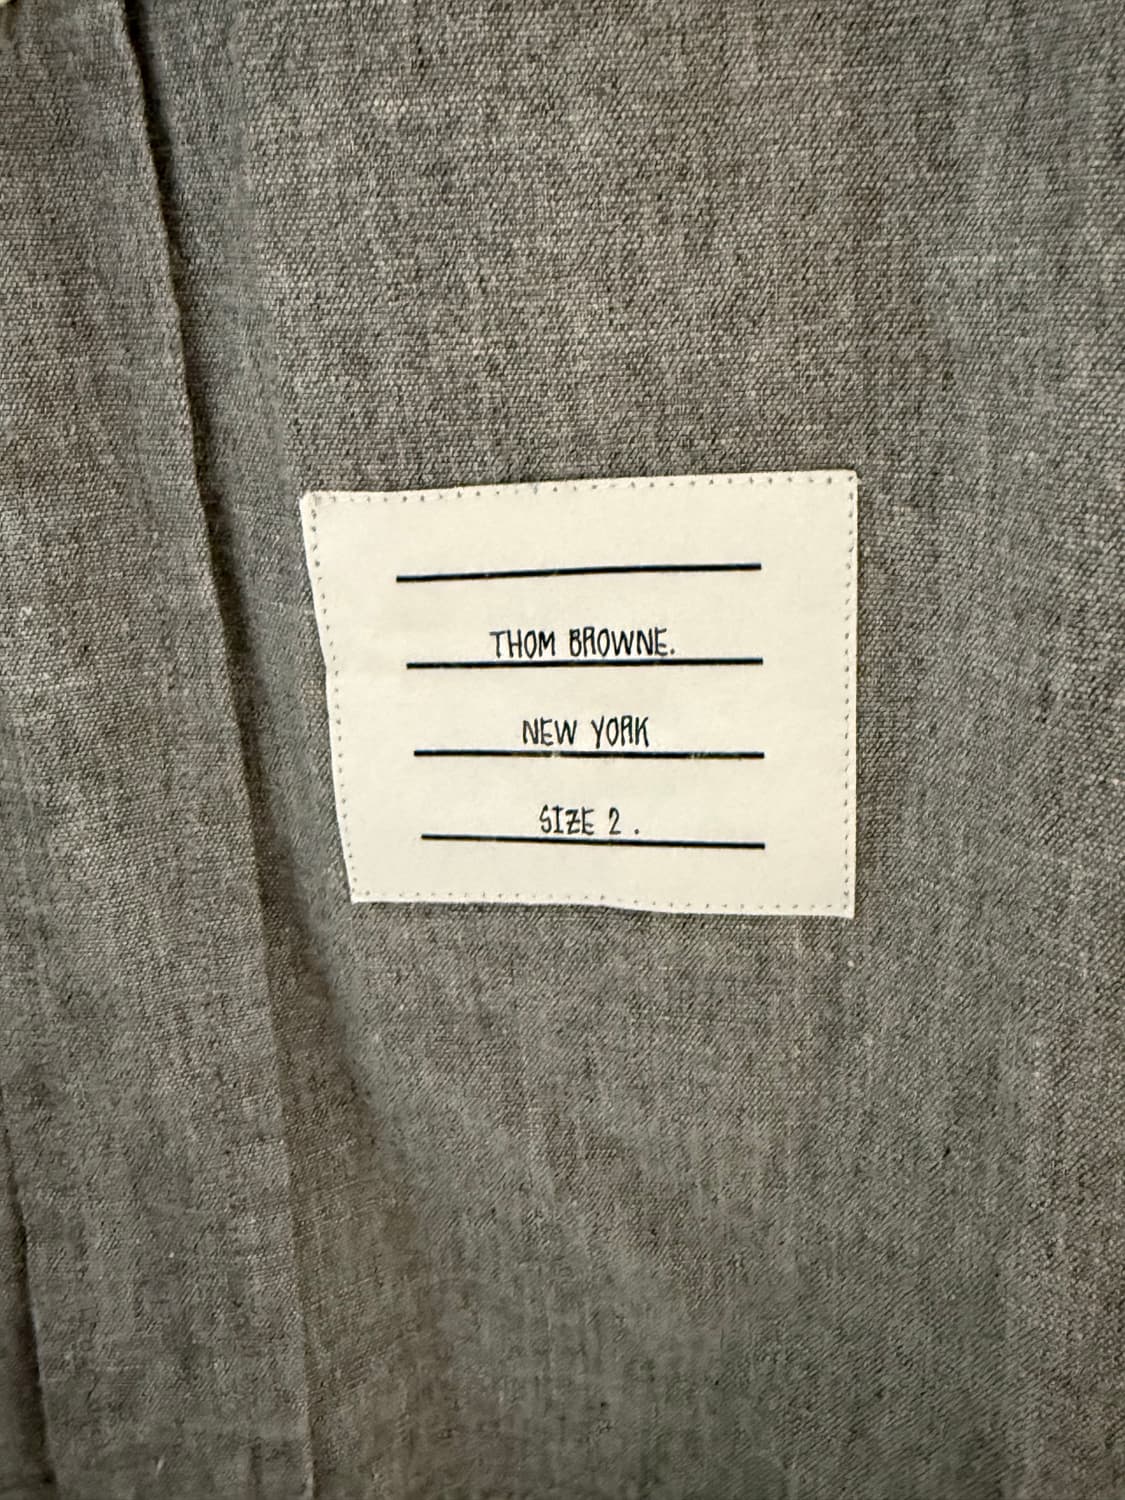 THOM BROWNE.
NEW YORK
SIZE 2 .